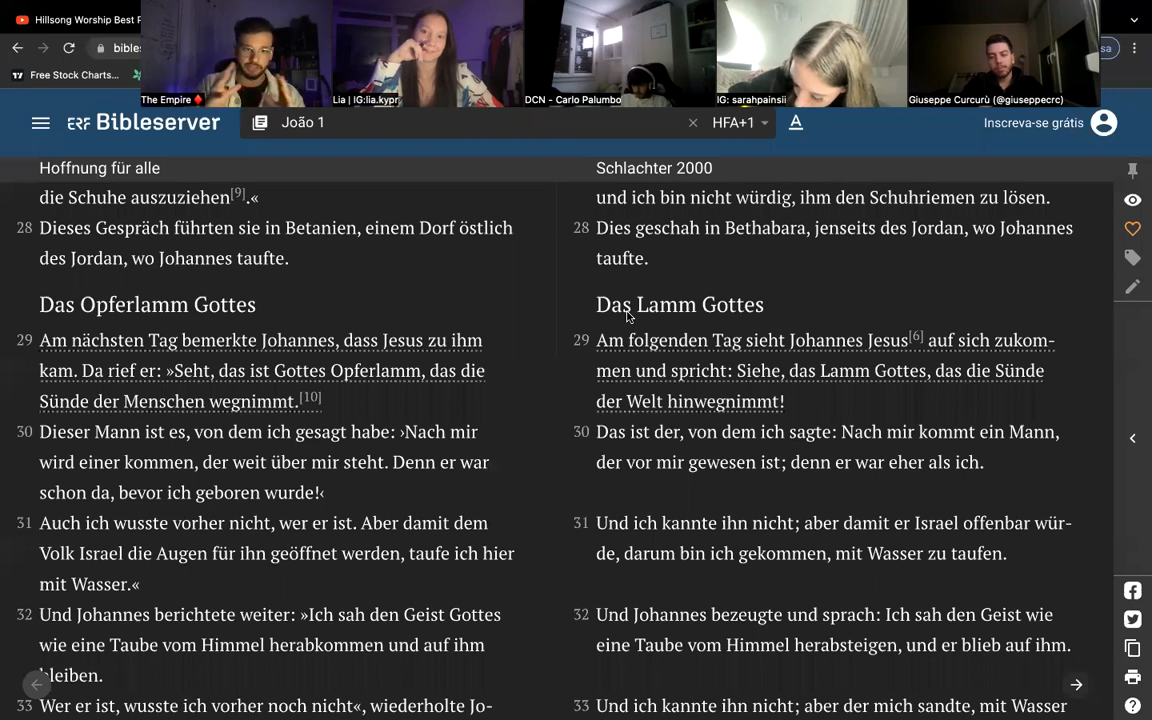 Hillsong Worship Best P
bibles
sa
Free Stock Charts...
The Empire
Lia | IG:lia.kypr
DCN - Carlo Palumbo
IG: sarahpainsii
Giuseppe Curcurù (@giuseppecrc)
ERF Bibleserver
João 1
HFA+1
A
Inscreva-se grátis
Hoffnung für alle
die Schuhe auszuziehen[9].«
28 Dieses Gespräch führten sie in Betanien, einem Dorf östlich
des Jordan, wo Johannes taufte.
Das Opferlamm Gottes
29 Am nächsten Tag bemerkte Johannes, dass Jesus zu ihm
kam. Da rief er: »Seht, das ist Gottes Opferlamm, das die
Sünde der Menschen wegnimmt.[10]
30 Dieser Mann ist es, von dem ich gesagt habe: ›Nach mir
wird einer kommen, der weit über mir steht. Denn er war
schon da, bevor ich geboren wurde!‹
31 Auch ich wusste vorher nicht, wer er ist. Aber damit dem
Volk Israel die Augen für ihn geöffnet werden, taufe ich hier
mit Wasser.«
32 Und Johannes berichtete weiter: »Ich sah den Geist Gottes
wie eine Taube vom Himmel herabkommen und auf ihm
bleiben.
33 Wer er ist, wusste ich vorher noch nicht«, wiederholte Jo-
Schlachter 2000
und ich bin nicht würdig, ihm den Schuhriemen zu lösen.
28 Dies geschah in Bethabara, jenseits des Jordan, wo Johannes
taufte.
Das Lamm Gottes
29 Am folgenden Tag sieht Johannes Jesus[6] auf sich zukom-
men und spricht: Siehe, das Lamm Gottes, das die Sünde
der Welt hinwegnimmt!
30 Das ist der, von dem ich sagte: Nach mir kommt ein Mann,
der vor mir gewesen ist; denn er war eher als ich.
31 Und ich kannte ihn nicht; aber damit er Israel offenbar wür-
de, darum bin ich gekommen, mit Wasser zu taufen.
32 Und Johannes bezeugte und sprach: Ich sah den Geist wie
eine Taube vom Himmel herabsteigen, und er blieb auf ihm.
33 Und ich kannte ihn nicht; aber der mich sandte, mit Wasser